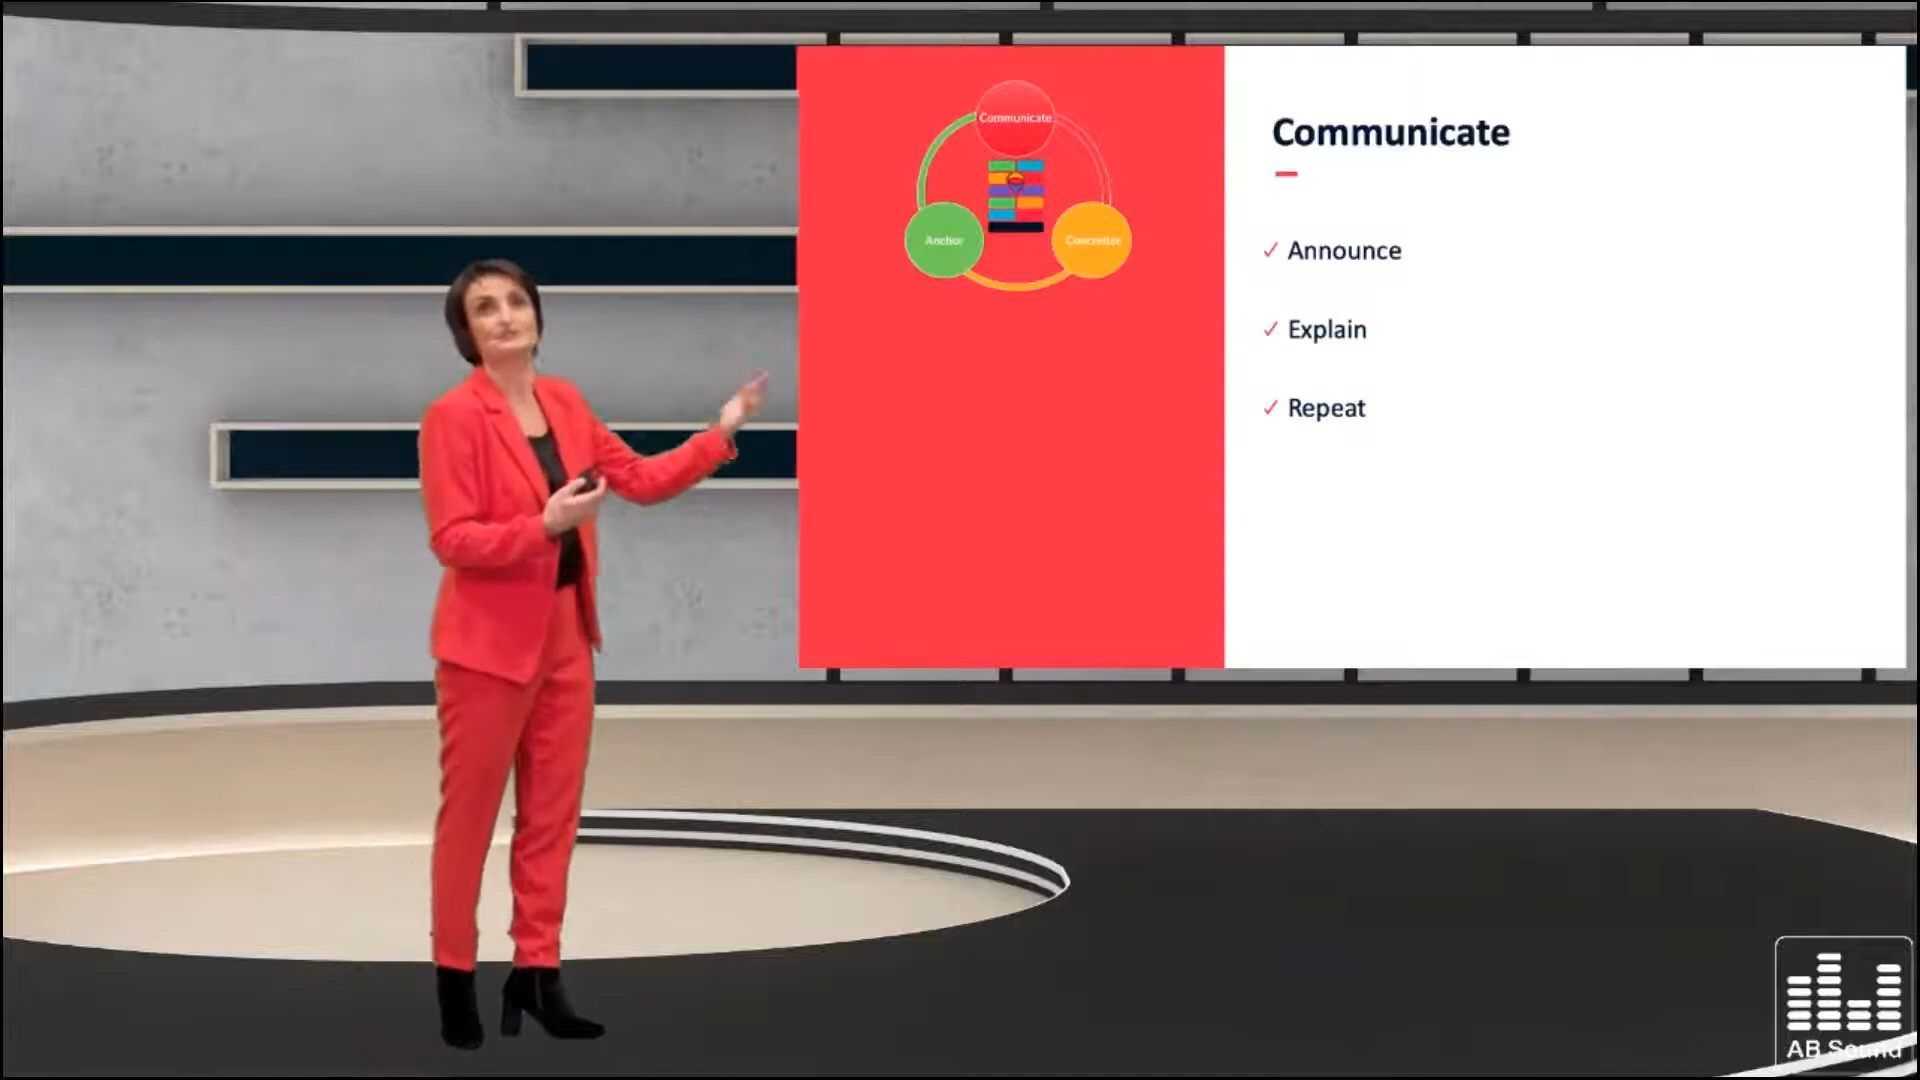 Communicate
Anchor
Concretize
Communicate
✓ Announce
✓ Explain
✓ Repeat
AB Sound